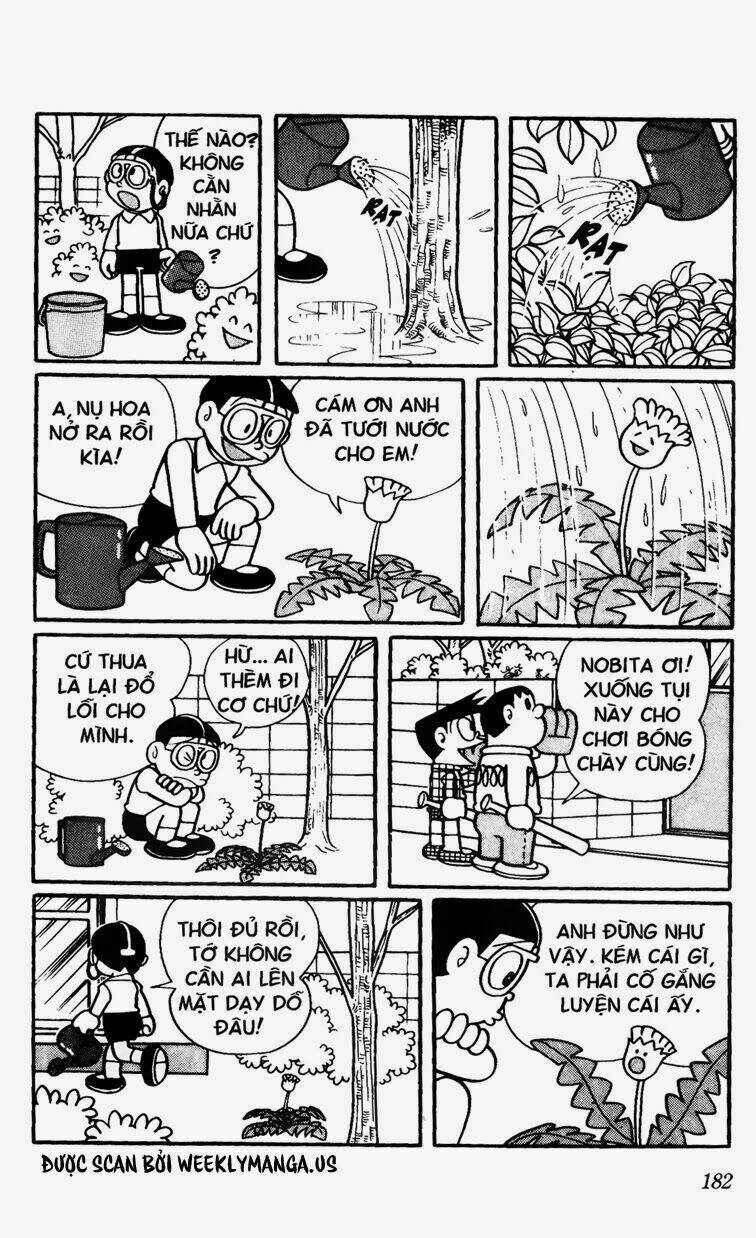 THẾ NÀO?
KHÔNG
CẦN
NHẰN
NỮA CHỨ
?
RẠT
RẠT
A, NỤ HOA
NỞ RA RỒI
KÌA!
CÁM ƠN ANH
ĐÃ TƯỚI NƯỚC
CHO EM!
CỨ THUA
LÀ LẠI ĐỔ
LỖI CHO
MÌNH.
HỪ... AI
THÈM ĐI
CƠ CHỨ!
NOBITA ƠI!
XUỐNG TỤI
NÀY CHO
CHƠI BÓNG
CHÀY CÙNG!
THÔI ĐỦ RỒI,
TỚ KHÔNG
CẦN AI LÊN
MẶT DẠY DỖ
ĐÂU!
ANH ĐỪNG NHƯ
VẬY. KÉM CÁI GÌ,
TA PHẢI CỐ GẮNG
LUYỆN CÁI ẤY.
ĐƯỢC SCAN BỞI WEEKLYMANGA.US
182